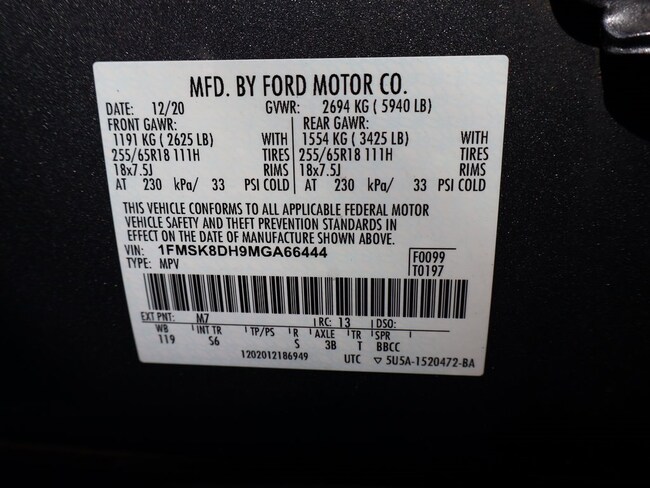 MFD. BY FORD MOTOR CO.
DATE: 12/20 GVWR: 2694 KG ( 5940 LB)
FRONT GAWR: REAR GAWR:
1191 KG ( 2625 LB) WITH 1554 KG ( 3425 LB) WITH
255/65R18 111H TIRES 255/65R18 111H TIRES
18x7.5J RIMS 18x7.5J RIMS
AT 230 kPa/ 33 PSI COLD AT 230 kPa/ 33 PSI COLD
THIS VEHICLE CONFORMS TO ALL APPLICABLE FEDERAL MOTOR
VEHICLE SAFETY AND THEFT PREVENTION STANDARDS IN
EFFECT ON THE DATE OF MANUFACTURE SHOWN ABOVE.
VIN: 1FMSK8DH9MGA66444 F0099
TYPE: MPV T0197
EXT PNT: M7 RC: 13 DSO:
WB INT TR TP/PS R AXLE TR SPR
119 S6 S 3B T BBCC
1202012186949 UTC ▽ 5U5A-1520472-BA